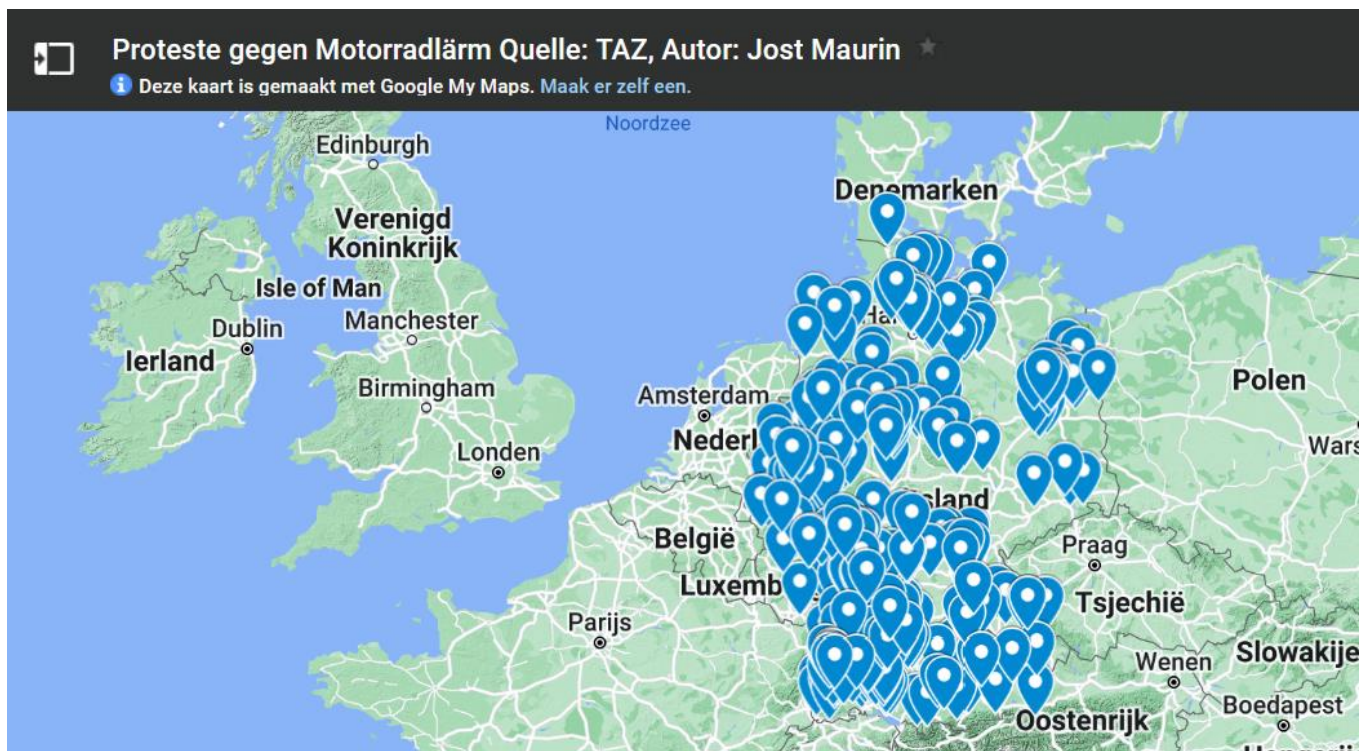 Proteste gegen Motorradlärm Quelle: TAZ, Autor: Jost Maurin
Deze kaart is gemaakt met Google My Maps. Maak er zelf een.
Noordzee
Edinburgh
Denemarken
Verenigd
Koninkrijk
Isle of Man
Dublin
Manchester
Ierland
Birmingham
Amsterdam
Polen
Londen
België
Praag
Tsjechië
Parijs
Wenen
Boedapest
Oostenrijk